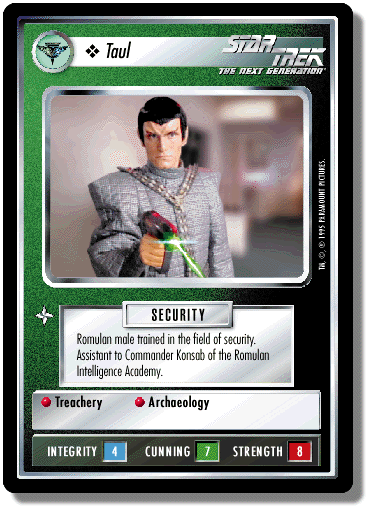 ❖ Taul
STAR TREK
THE NEXT GENERATION
TM, ©, ® 1995 PARAMOUNT PICTURES.
SECURITY
Romulan male trained in the field of security.
Assistant to Commander Konsab of the Romulan
Intelligence Academy.
Treachery Archaeology
INTEGRITY 4 CUNNING 7 STRENGTH 8